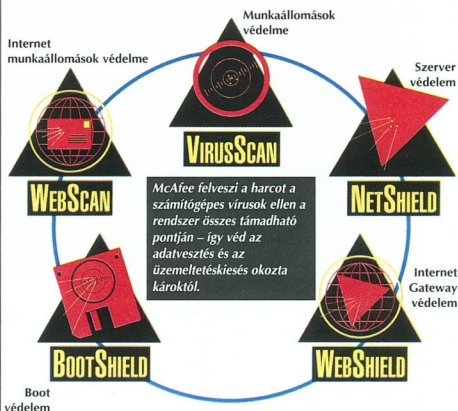 Munkaállomások
védelme
Internet
munkaállomások védelme
Szerver
védelem
VIRUSSCAN
WEBSCAN
NETSHIELD
McAfee felveszi a harcot a
számítógépes vírusok ellen a
rendszer összes támadható
pontján – így véd az
adatvesztés és az
üzemeltetéskiesés okozta
károktól.
Internet
Gateway
védelem
BOOTSHIELD
WEBSHIELD
Boot
védelem